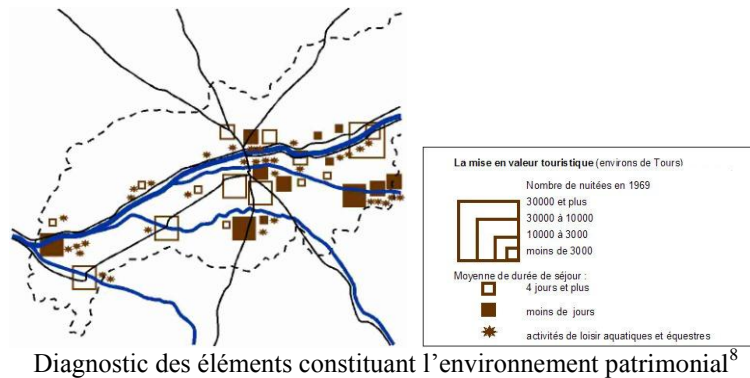 La mise en valeur touristique (environs de Tours)
Nombre de nuitées en 1969
30000 et plus
30000 à 10000
10000 à 3000
moins de 3000
Moyenne de durée de séjour :
4 jours et plus
moins de jours
activités de loisir aquatiques et équestres
Diagnostic des éléments constituant l’environnement patrimonial8